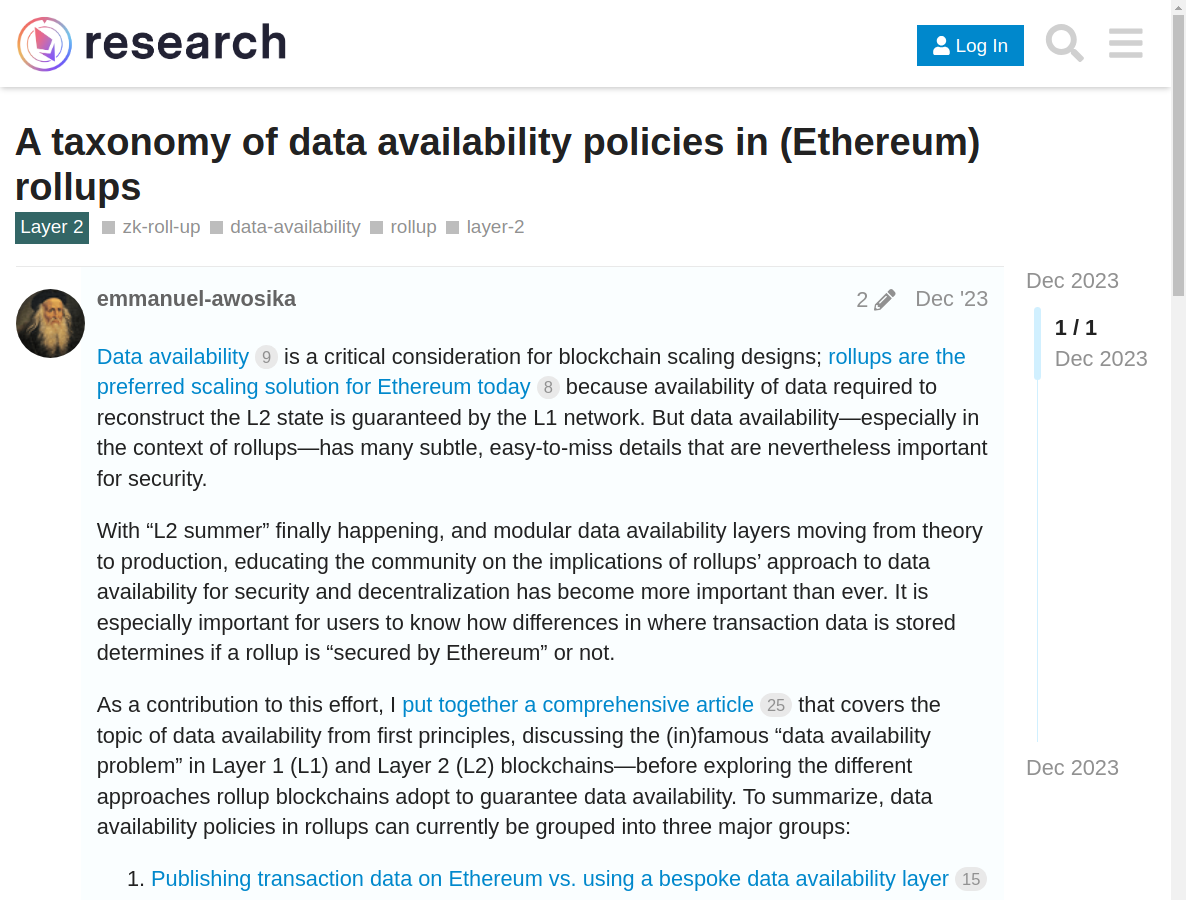 research
Log In
A taxonomy of data availability policies in (Ethereum)
rollups
Layer 2 zk-roll-up data-availability rollup layer-2
Dec 2023
emmanuel-awosika 2 Dec '23
1 / 1
Dec 2023
Data availability 9 is a critical consideration for blockchain scaling designs; rollups are the
preferred scaling solution for Ethereum today 8 because availability of data required to
reconstruct the L2 state is guaranteed by the L1 network. But data availability—especially in
the context of rollups—has many subtle, easy-to-miss details that are nevertheless important
for security.
With “L2 summer” finally happening, and modular data availability layers moving from theory
to production, educating the community on the implications of rollups’ approach to data
availability for security and decentralization has become more important than ever. It is
especially important for users to know how differences in where transaction data is stored
determines if a rollup is “secured by Ethereum” or not.
As a contribution to this effort, I put together a comprehensive article 25 that covers the
topic of data availability from first principles, discussing the (in)famous “data availability
problem” in Layer 1 (L1) and Layer 2 (L2) blockchains—before exploring the different
approaches rollup blockchains adopt to guarantee data availability. To summarize, data
availability policies in rollups can currently be grouped into three major groups:
Dec 2023
1. Publishing transaction data on Ethereum vs. using a bespoke data availability layer 15